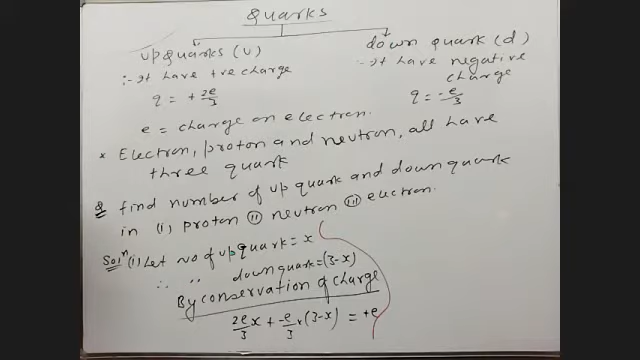 Quarks
up quarks (u)
down quark (d)
:→ It have +ve charge
:→ It have negative charge
q = +2e/3
q = -e/3
e = charge on electron.
* Electron, proton and neutron, all have
three quark
Q find number of up quark and down quark
in (i) proton (ii) neutron (iii) electron.
Solⁿ (i) Let no of up quark = x
∴ " " down quark = (3-x)
By conservation of charge
2e/3 x + -e/3 × (3-x) = +e